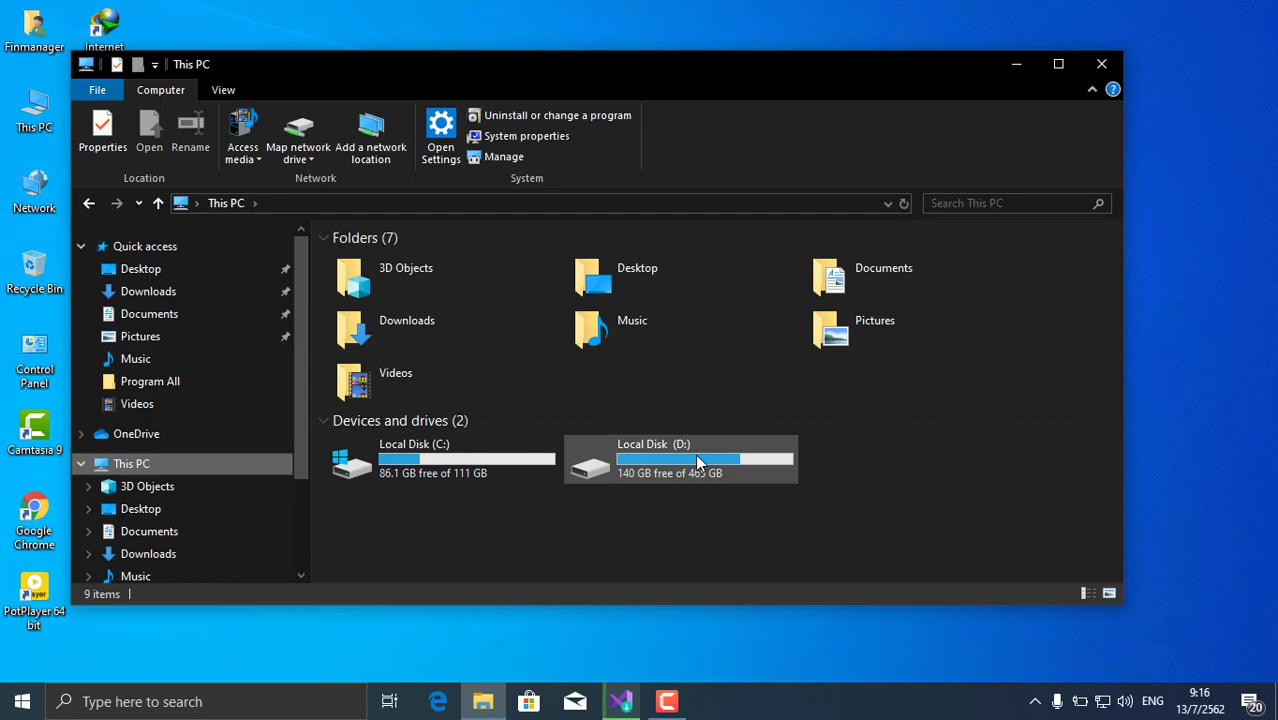 Finmanager
Internet
This PC
File
Computer
View
Properties
Open
Rename
Access media
Map network drive
Add a network location
Open Settings
Uninstall or change a program
System properties
Manage
Location
Network
System
This PC
Search This PC
Quick access
Desktop
Downloads
Documents
Pictures
Music
Program All
Videos
OneDrive
This PC
3D Objects
Desktop
Documents
Downloads
Music
Folders (7)
3D Objects
Desktop
Documents
Downloads
Music
Pictures
Videos
Devices and drives (2)
Local Disk (C:)
86.1 GB free of 111 GB
Local Disk (D:)
140 GB free of 465 GB
9 items
This PC
Network
Recycle Bin
Control Panel
Camtasia 9
Google Chrome
PotPlayer 64 bit
Type here to search
ENG
9:16
13/7/2562
20